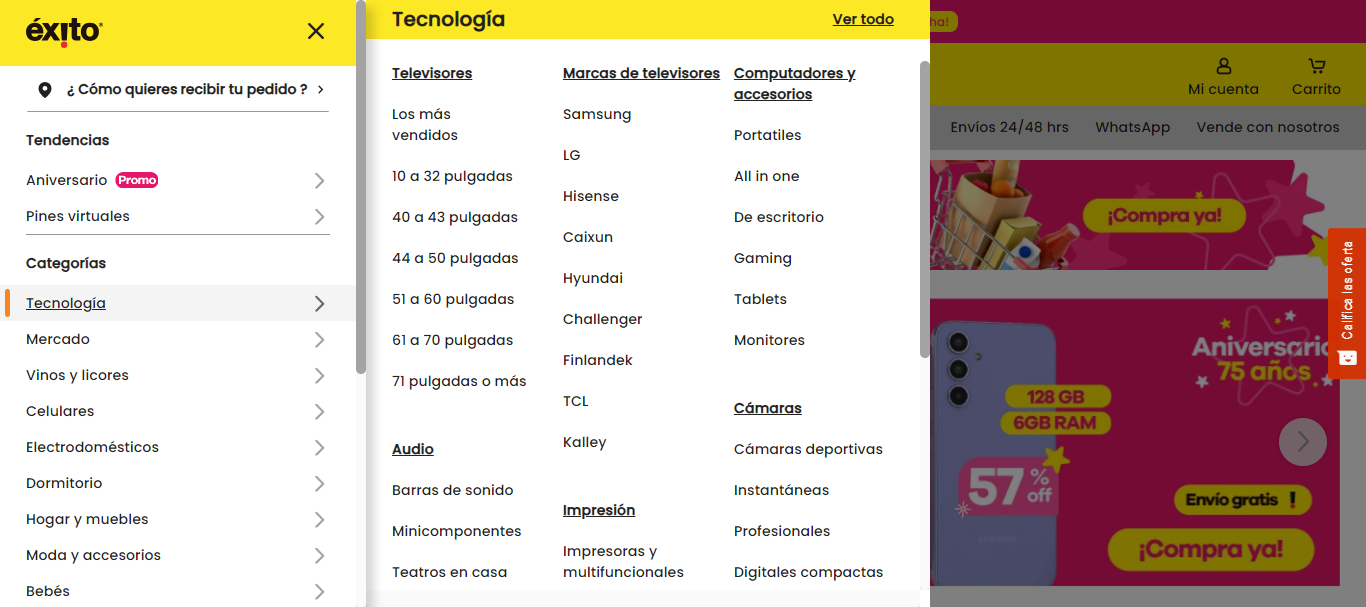 éxito
¿ Cómo quieres recibir tu pedido ?
Tendencias
Aniversario Promo
Pines virtuales
Categorías
Tecnología
Mercado
Vinos y licores
Celulares
Electrodomésticos
Dormitorio
Hogar y muebles
Moda y accesorios
Bebés
Tecnología
Ver todo
Televisores
Los más
vendidos
10 a 32 pulgadas
40 a 43 pulgadas
44 a 50 pulgadas
51 a 60 pulgadas
61 a 70 pulgadas
71 pulgadas o más
Audio
Barras de sonido
Minicomponentes
Teatros en casa
Marcas de televisores
Samsung
LG
Hisense
Caixun
Hyundai
Challenger
Finlandek
TCL
Kalley
Impresión
Impresoras y
multifuncionales
Computadores y
accesorios
Portatiles
All in one
De escritorio
Gaming
Tablets
Monitores
Cámaras
Cámaras deportivas
Instantáneas
Profesionales
Digitales compactas
ha!
Mi cuenta
Carrito
Envíos 24/48 hrs
WhatsApp
Vende con nosotros
¡Compra ya!
Califica las oferta
Aniversario
75 años
128 GB
6GB RAM
57% off
SAMSUNG
Envío gratis !
¡Compra ya!